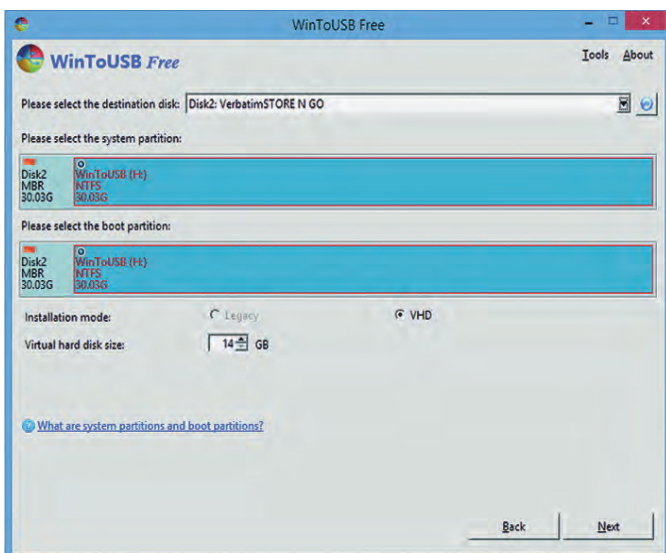 WinToUSB Free
WinToUSB Free
Tools About
Please select the destination disk: Disk2: VerbatimSTORE N GO
Please select the system partition:
Disk2
MBR
30.03G
WinToUSB (H:)
NTFS
30.03G
Please select the boot partition:
Disk2
MBR
30.03G
WinToUSB (H:)
NTFS
30.03G
Installation mode: Legacy VHD
Virtual hard disk size: 14 GB
What are system partitions and boot partitions?
Back Next